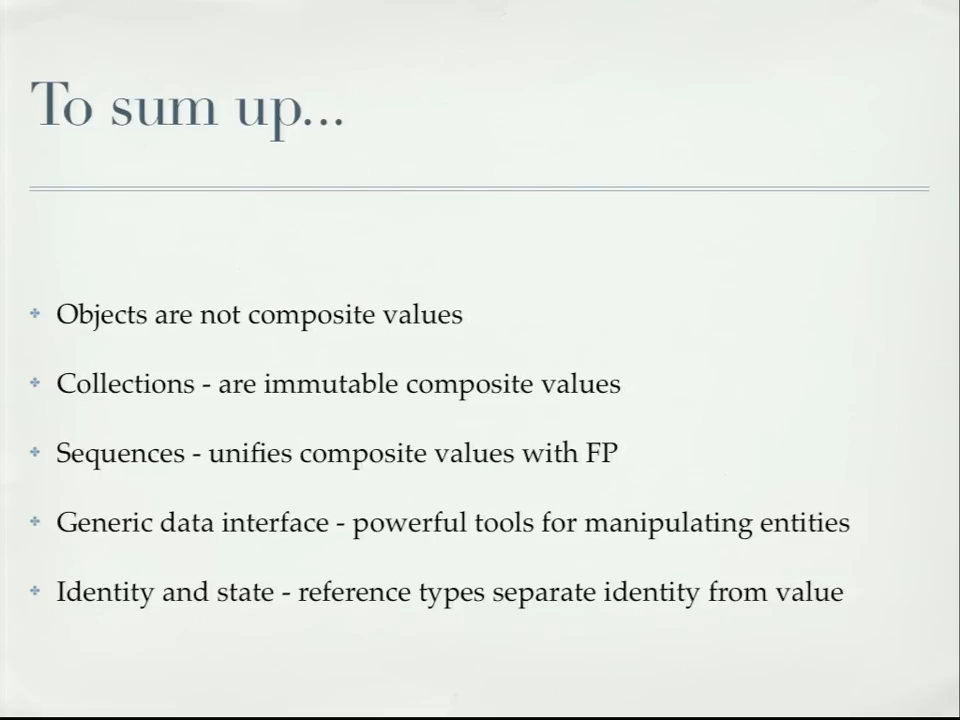 To sum up...
Objects are not composite values
Collections - are immutable composite values
Sequences - unifies composite values with FP
Generic data interface - powerful tools for manipulating entities
Identity and state - reference types separate identity from value